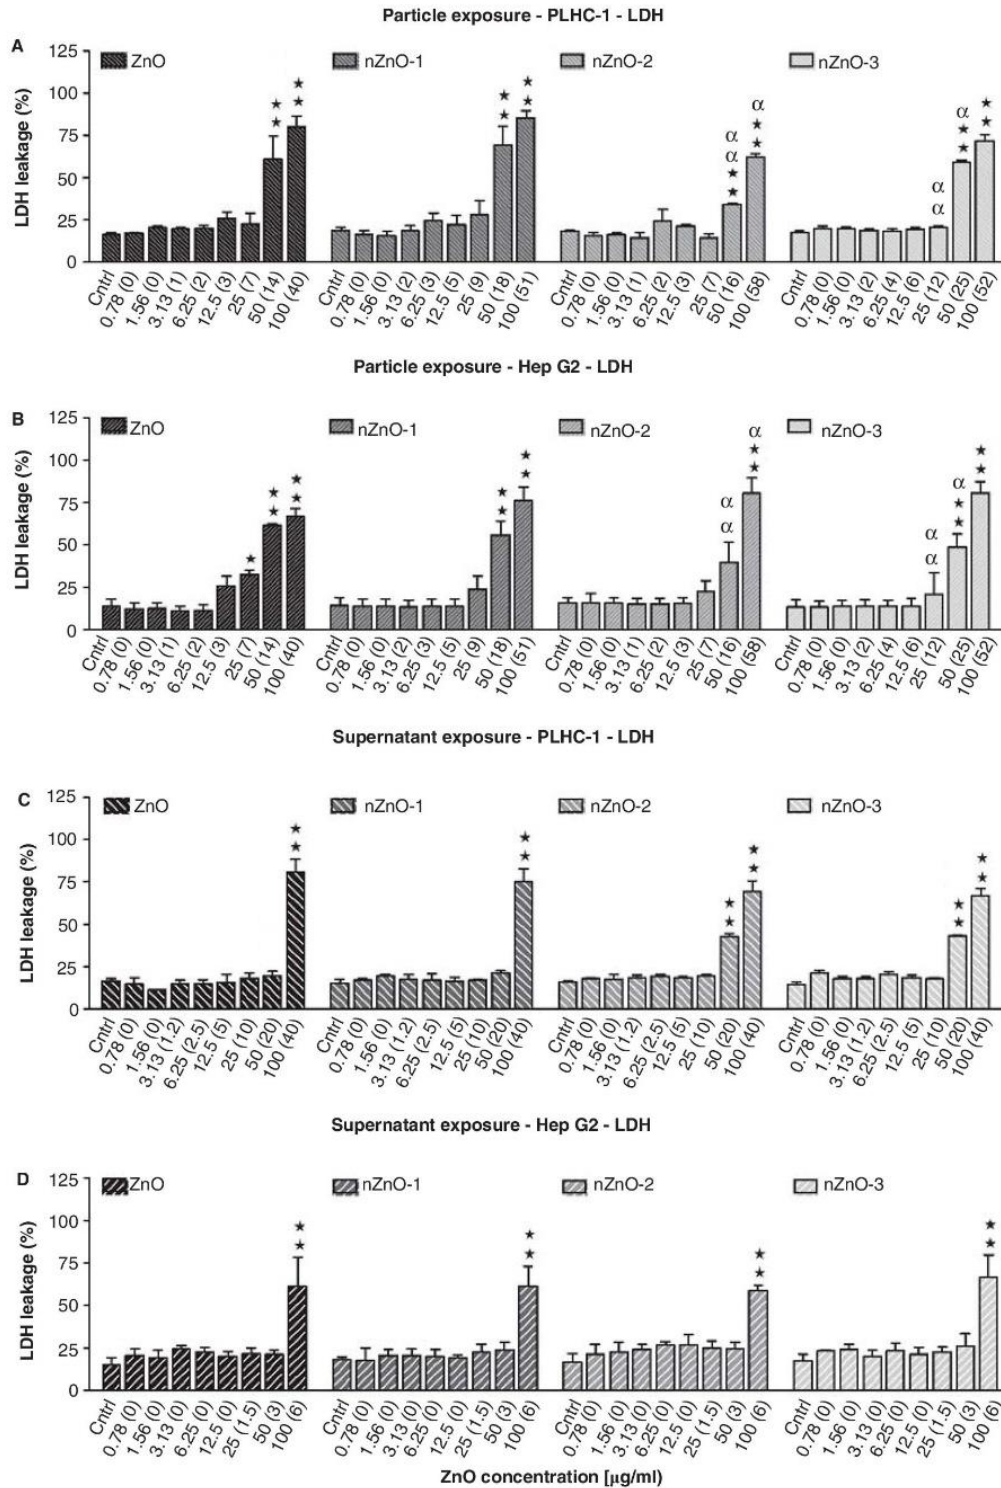 Particle exposure - PLHC-1 - LDH
A
LDH leakage (%)
125
100
75
50
25
0
ZnO
nZnO-1
nZnO-2
nZnO-3
★ ★ ★ ★
★ ★ ★ ★
α α ★ ★ α ★ ★
α α α ★ ★ ★ ★
Cntrl 0.78 (0) 1.56 (0) 3.13 (1) 6.25 (2) 12.5 (3) 25 (7) 50 (14) 100 (40)
Cntrl 0.78 (0) 1.56 (0) 3.13 (2) 6.25 (3) 12.5 (5) 25 (9) 50 (18) 100 (51)
Cntrl 0.78 (0) 1.56 (0) 3.13 (1) 6.25 (2) 12.5 (3) 25 (7) 50 (16) 100 (58)
Cntrl 0.78 (0) 1.56 (0) 3.13 (2) 6.25 (4) 12.5 (6) 25 (12) 50 (25) 100 (52)
Particle exposure - Hep G2 - LDH
B
LDH leakage (%)
125
100
75
50
25
0
ZnO
nZnO-1
nZnO-2
nZnO-3
★ ★ ★ ★ ★
★ ★ ★ ★
α α α ★ ★
α α α ★ ★ ★ ★
Cntrl 0.78 (0) 1.56 (0) 3.13 (1) 6.25 (2) 12.5 (3) 25 (7) 50 (14) 100 (40)
Cntrl 0.78 (0) 1.56 (0) 3.13 (2) 6.25 (3) 12.5 (5) 25 (9) 50 (18) 100 (51)
Cntrl 0.78 (0) 1.56 (0) 3.13 (1) 6.25 (2) 12.5 (3) 25 (7) 50 (16) 100 (58)
Cntrl 0.78 (0) 1.56 (0) 3.13 (2) 6.25 (4) 12.5 (6) 25 (12) 50 (25) 100 (52)
Supernatant exposure - PLHC-1 - LDH
C
LDH leakage (%)
125
100
75
50
25
0
ZnO
nZnO-1
nZnO-2
nZnO-3
★ ★
★ ★
★ ★ ★ ★
★ ★ ★ ★
Cntrl 0.78 (0) 1.56 (0) 3.13 (1.2) 6.25 (2.5) 12.5 (5) 25 (10) 50 (20) 100 (40)
Cntrl 0.78 (0) 1.56 (0) 3.13 (1.2) 6.25 (2.5) 12.5 (5) 25 (10) 50 (20) 100 (40)
Cntrl 0.78 (0) 1.56 (0) 3.13 (1.2) 6.25 (2.5) 12.5 (5) 25 (10) 50 (20) 100 (40)
Cntrl 0.78 (0) 1.56 (0) 3.13 (1.2) 6.25 (2.5) 12.5 (5) 25 (10) 50 (20) 100 (40)
Supernatant exposure - Hep G2 - LDH
D
LDH leakage (%)
125
100
75
50
25
0
ZnO
nZnO-1
nZnO-2
nZnO-3
★ ★
★ ★
★ ★
★ ★
Cntrl 0.78 (0) 1.56 (0) 3.13 (0) 6.25 (0) 12.5 (0) 25 (1.5) 50 (3) 100 (6)
Cntrl 0.78 (0) 1.56 (0) 3.13 (0) 6.25 (0) 12.5 (0) 25 (1.5) 50 (3) 100 (6)
Cntrl 0.78 (0) 1.56 (0) 3.13 (0) 6.25 (0) 12.5 (0) 25 (1.5) 50 (3) 100 (6)
Cntrl 0.78 (0) 1.56 (0) 3.13 (0) 6.25 (0) 12.5 (0) 25 (1.5) 50 (3) 100 (6)
ZnO concentration [μg/ml)